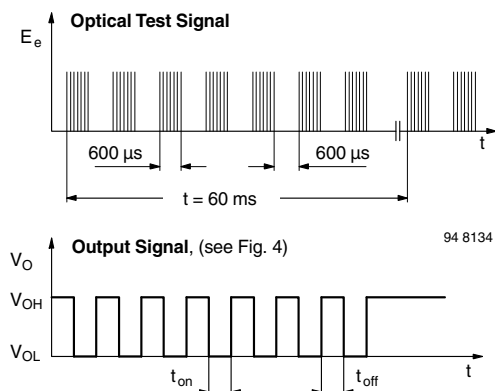 Optical Test Signal
E e
t
600 µs
600 µs
t = 60 ms
94 8134
Output Signal, (see Fig. 4)
V O
V OH
V OL
t on
t off
t